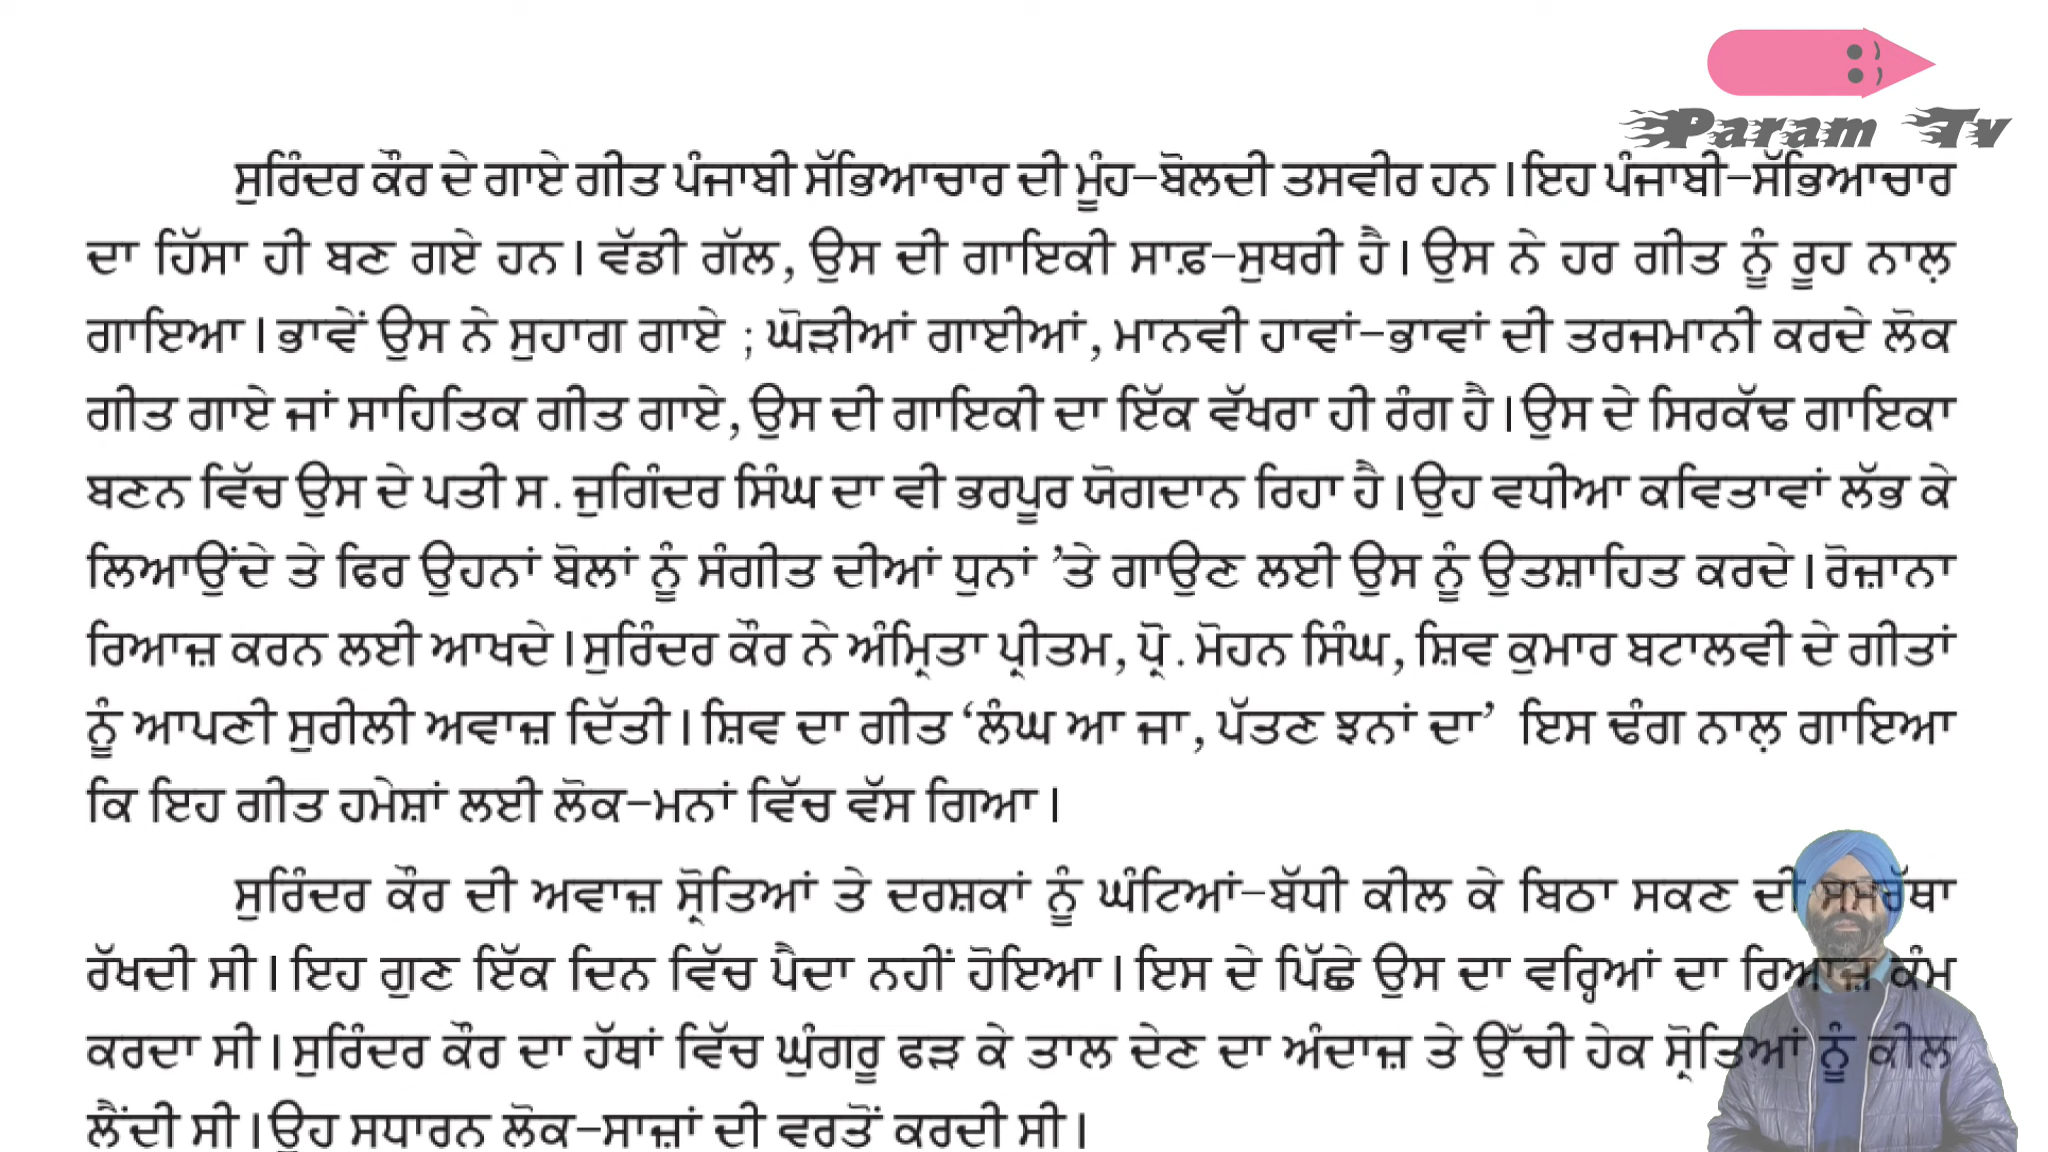 Param Tv
ਸੁਰਿੰਦਰ ਕੌਰ ਦੇ ਗਾਏ ਗੀਤ ਪੰਜਾਬੀ ਸੱਭਿਆਚਾਰ ਦੀ ਮੂੰਹ-ਬੋਲਦੀ ਤਸਵੀਰ ਹਨ। ਇਹ ਪੰਜਾਬੀ-ਸੱਭਿਆਚਾਰ
ਦਾ ਹਿੱਸਾ ਹੀ ਬਣ ਗਏ ਹਨ। ਵੱਡੀ ਗੱਲ, ਉਸ ਦੀ ਗਾਇਕੀ ਸਾਫ਼-ਸੁਥਰੀ ਹੈ। ਉਸ ਨੇ ਹਰ ਗੀਤ ਨੂੰ ਰੂਹ ਨਾਲ਼
ਗਾਇਆ। ਭਾਵੇਂ ਉਸ ਨੇ ਸੁਹਾਗ ਗਾਏ ; ਘੋੜੀਆਂ ਗਾਈਆਂ, ਮਾਨਵੀ ਹਾਵਾਂ-ਭਾਵਾਂ ਦੀ ਤਰਜਮਾਨੀ ਕਰਦੇ ਲੋਕ
ਗੀਤ ਗਾਏ ਜਾਂ ਸਾਹਿਤਿਕ ਗੀਤ ਗਾਏ, ਉਸ ਦੀ ਗਾਇਕੀ ਦਾ ਇੱਕ ਵੱਖਰਾ ਹੀ ਰੰਗ ਹੈ। ਉਸ ਦੇ ਸਿਰਕੱਢ ਗਾਇਕਾ
ਬਣਨ ਵਿੱਚ ਉਸ ਦੇ ਪਤੀ ਸ. ਜੁਗਿੰਦਰ ਸਿੰਘ ਦਾ ਵੀ ਭਰਪੂਰ ਯੋਗਦਾਨ ਰਿਹਾ ਹੈ। ਉਹ ਵਧੀਆ ਕਵਿਤਾਵਾਂ ਲੱਭ ਕੇ
ਲਿਆਉਂਦੇ ਤੇ ਫਿਰ ਉਹਨਾਂ ਬੋਲਾਂ ਨੂੰ ਸੰਗੀਤ ਦੀਆਂ ਧੁਨਾਂ ’ਤੇ ਗਾਉਣ ਲਈ ਉਸ ਨੂੰ ਉਤਸ਼ਾਹਿਤ ਕਰਦੇ। ਰੋਜ਼ਾਨਾ
ਰਿਆਜ਼ ਕਰਨ ਲਈ ਆਖਦੇ। ਸੁਰਿੰਦਰ ਕੌਰ ਨੇ ਅੰਮ੍ਰਿਤਾ ਪ੍ਰੀਤਮ, ਪ੍ਰੋ. ਮੋਹਨ ਸਿੰਘ, ਸ਼ਿਵ ਕੁਮਾਰ ਬਟਾਲਵੀ ਦੇ ਗੀਤਾਂ
ਨੂੰ ਆਪਣੀ ਸੁਰੀਲੀ ਅਵਾਜ਼ ਦਿੱਤੀ। ਸ਼ਿਵ ਦਾ ਗੀਤ ‘ਲੰਘ ਆ ਜਾ, ਪੱਤਣ ਝਨਾਂ ਦਾ’ ਇਸ ਢੰਗ ਨਾਲ਼ ਗਾਇਆ
ਕਿ ਇਹ ਗੀਤ ਹਮੇਸ਼ਾਂ ਲਈ ਲੋਕ-ਮਨਾਂ ਵਿੱਚ ਵੱਸ ਗਿਆ।
ਸੁਰਿੰਦਰ ਕੌਰ ਦੀ ਅਵਾਜ਼ ਸ੍ਰੋਤਿਆਂ ਤੇ ਦਰਸ਼ਕਾਂ ਨੂੰ ਘੰਟਿਆਂ-ਬੱਧੀ ਕੀਲ ਕੇ ਬਿਠਾ ਸਕਣ ਦੀ ਸਮਰੱਥਾ
ਰੱਖਦੀ ਸੀ। ਇਹ ਗੁਣ ਇੱਕ ਦਿਨ ਵਿੱਚ ਪੈਦਾ ਨਹੀਂ ਹੋਇਆ। ਇਸ ਦੇ ਪਿੱਛੇ ਉਸ ਦਾ ਵਰ੍ਹਿਆਂ ਦਾ ਰਿਆਜ਼ ਕੰਮ
ਕਰਦਾ ਸੀ। ਸੁਰਿੰਦਰ ਕੌਰ ਦਾ ਹੱਥਾਂ ਵਿੱਚ ਘੁੰਗਰੂ ਫੜ ਕੇ ਤਾਲ ਦੇਣ ਦਾ ਅੰਦਾਜ਼ ਤੇ ਉੱਚੀ ਹੇਕ ਸ੍ਰੋਤਿਆਂ ਨੂੰ ਕੀਲ
ਲੈਂਦੀ ਸੀ। ਉਹ ਸਧਾਰਨ ਲੋਕ-ਸਾਜ਼ਾਂ ਦੀ ਵਰਤੋਂ ਕਰਦੀ ਸੀ।